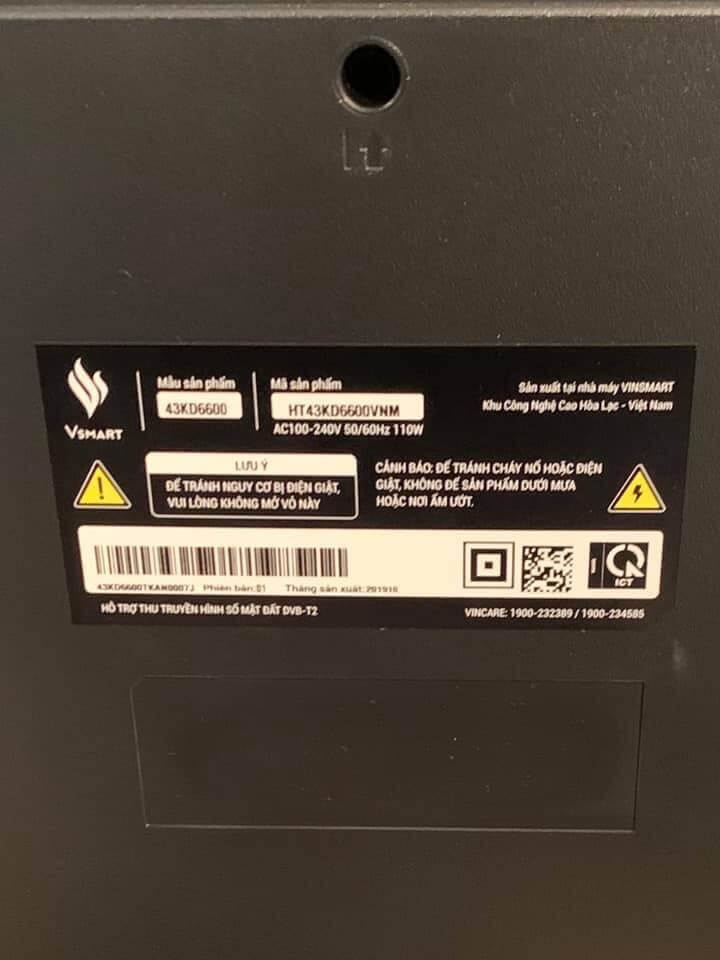 VSMART
Mẫu sản phẩm
43KD6600
Mã sản phẩm
HT43KD6600VNM
AC100-240V 50/60Hz 110W
Sản xuất tại nhà máy VINSMART
Khu Công Nghệ Cao Hòa Lạc - Việt Nam
LƯU Ý
ĐỂ TRÁNH NGUY CƠ BỊ ĐIỆN GIẬT,
VUI LÒNG KHÔNG MỞ VỎ NÀY
CẢNH BÁO: ĐỂ TRÁNH CHÁY NỔ HOẶC ĐIỆN
GIẬT, KHÔNG ĐỂ SẢN PHẨM DƯỚI MƯA
HOẶC NƠI ẨM ƯỚT.
43KD6600TKAN0007J Phiên bản:01 Tháng sản xuất:201910
ICT
HỖ TRỢ THU TRUYỀN HÌNH SỐ MẶT ĐẤT DVB-T2
VINCARE: 1900-232389 / 1900-234585